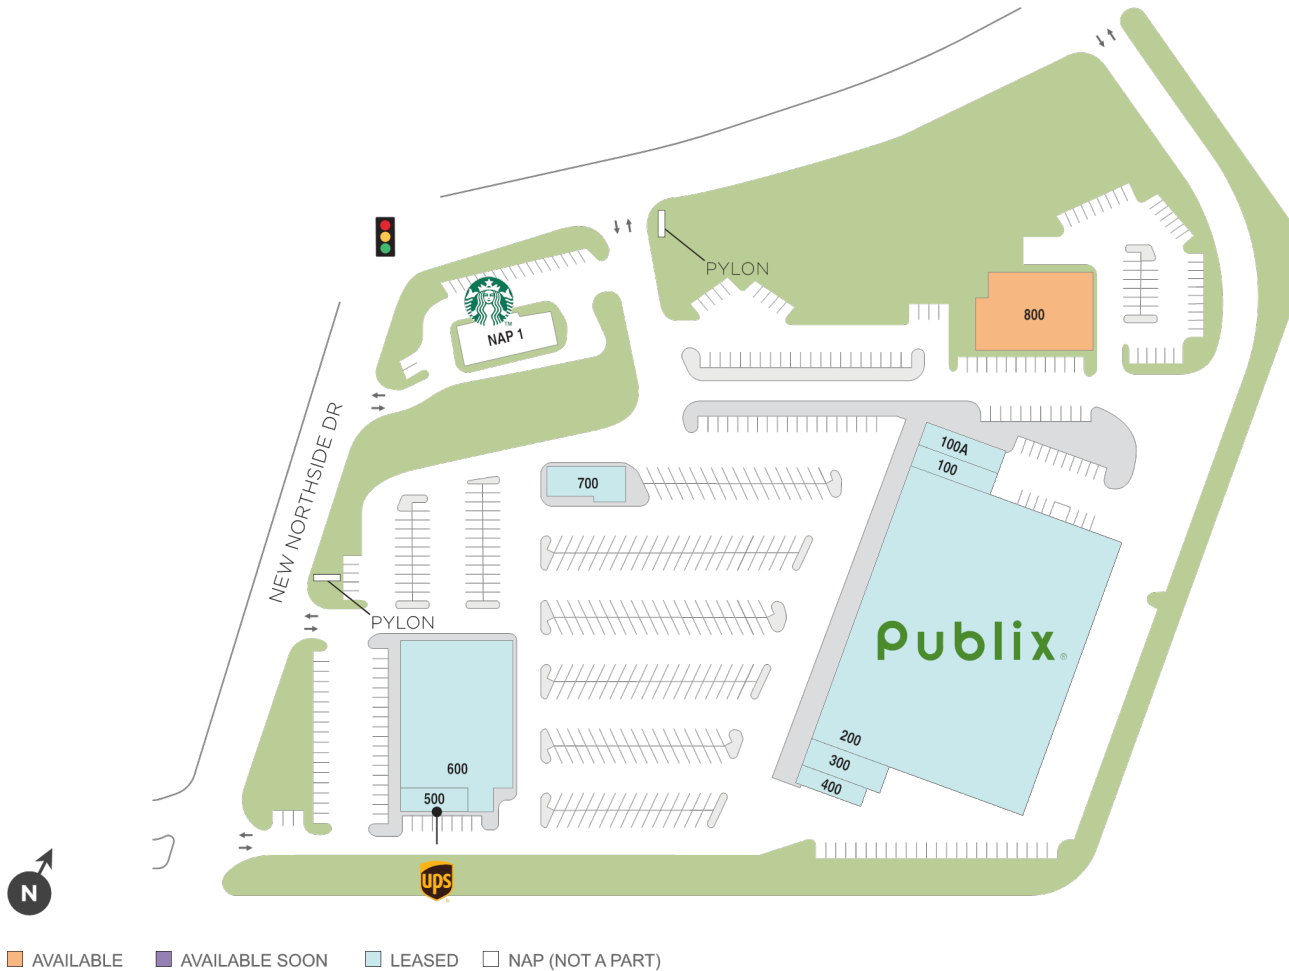 PYLON
800
TM
NAP 1
NEW NORTHSIDE DR
100A
100
700
PYLON
Publix®
200
600
300
500
400
ups
N
AVAILABLE
AVAILABLE SOON
LEASED
NAP (NOT A PART)